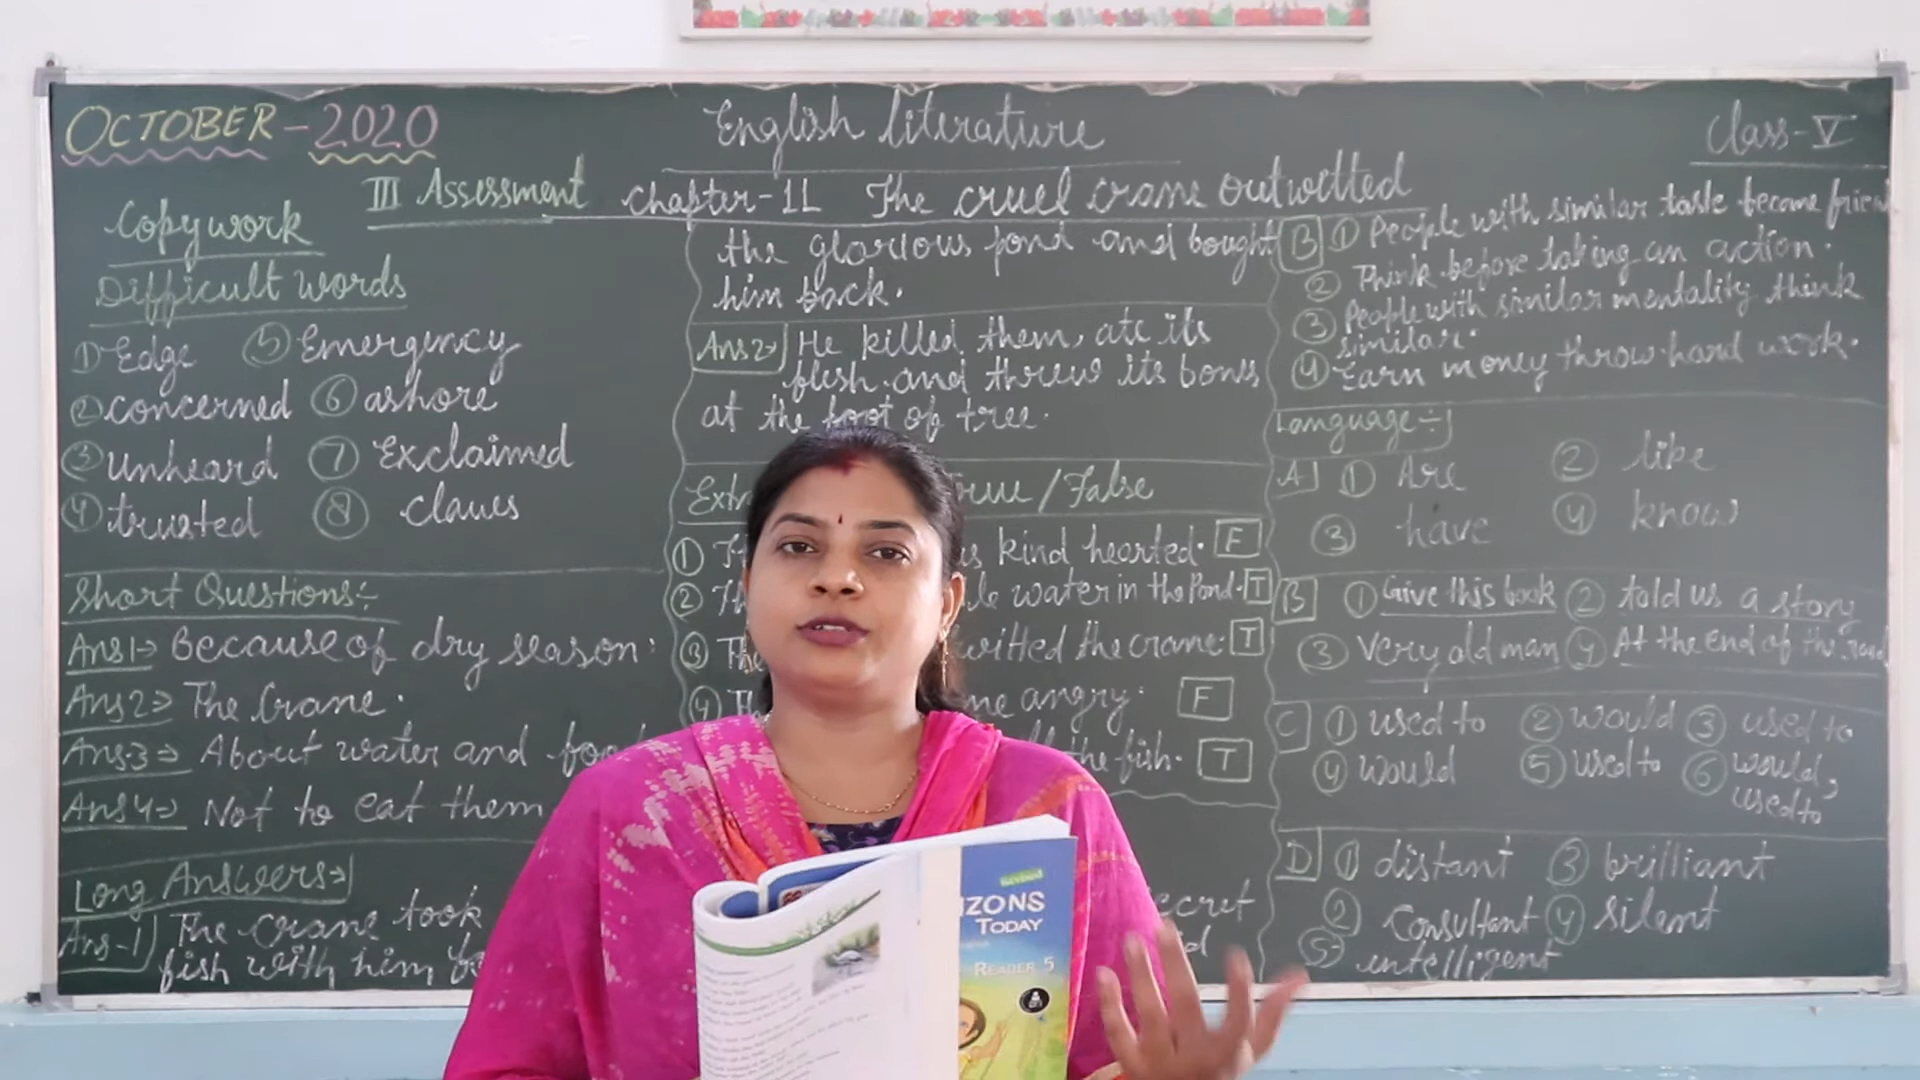 OCTOBER - 2020
English literature
Class - V
III Assessment
Chapter-11 The cruel crane outwitted
Copy work
Difficult words
① Edge ⑤ Emergency
② concerned ⑥ ashore
③ unheard ⑦ Exclaimed
④ trusted ⑧ claws
Short Questions:-
Ans1→ Because of dry season.
Ans2→ The Crane.
Ans.3→ About water and
Ans4→ Not to eat them
Long Answers→
Ans-1 The crane took
fish with him
the glorious pond and bought
him back.
Ans2→ He killed them, ate its
flesh and threw its bones
at the foot of tree.
True/False
① kind hearted. F
② water in the Pond. T
③ The witted the crane. T
④ angry. F
the fish. T
ecret
B ① People with similar taste become
② Think before taking an action.
③ People with similar mentality think
similar.
④ Earn money throw hard work.
Language:-
A ① Are ② like
③ have ④ know
B ① Give this book ② told us a story
③ Very old man ④ At the end of the
C ① used to ② would ③ used to
④ would ⑤ used to ⑥ would,
used to
D ① distant ③ brilliant
② Consultant ④ silent
⑤ intelligent
Revised
IZONS
TODAY
READER 5